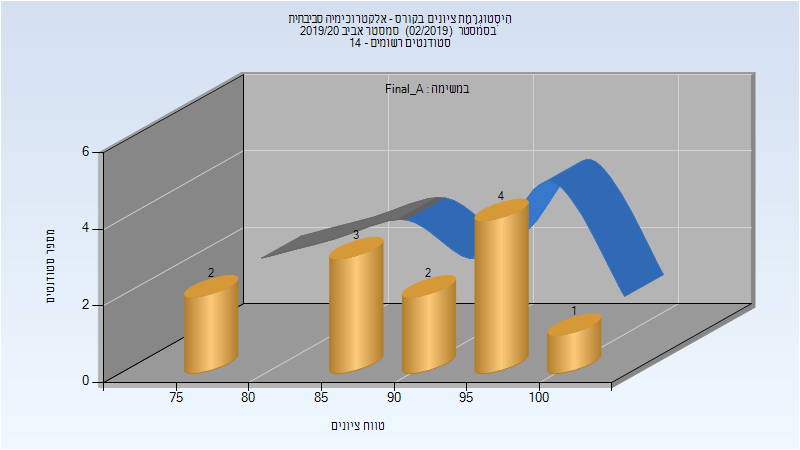 היסטוגרמת ציונים בקורס - אלקטרוכימיה סביבתית
בסמסטר (02/2019) סמסטר אביב 2019/20
סטודנטים רשומים - 14
במשימה : Final_A
מספר סטודנטים
6
4
2
0
2
3
2
4
1
75
80
85
90
95
100
טווח ציונים